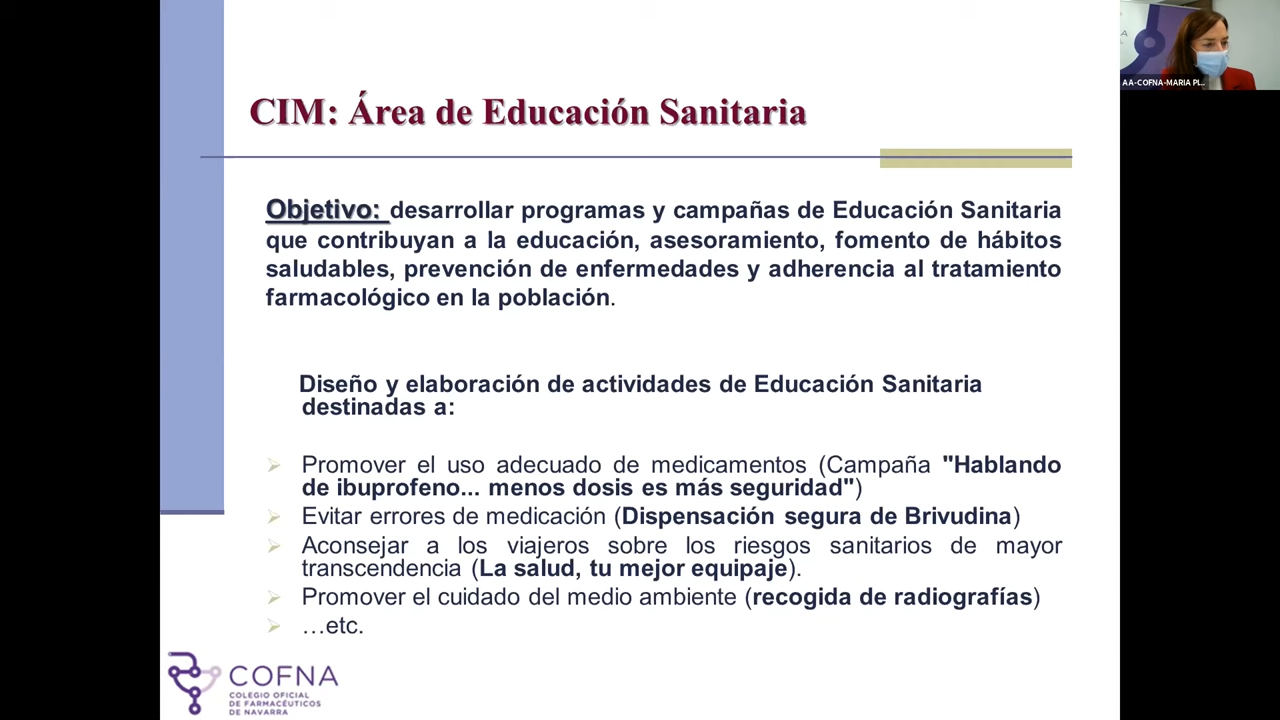 CIM: Área de Educación Sanitaria
Objetivo: desarrollar programas y campañas de Educación Sanitaria
que contribuyan a la educación, asesoramiento, fomento de hábitos
saludables, prevención de enfermedades y adherencia al tratamiento
farmacológico en la población.
Diseño y elaboración de actividades de Educación Sanitaria
destinadas a:
Promover el uso adecuado de medicamentos (Campaña "Hablando
de ibuprofeno... menos dosis es más seguridad")
Evitar errores de medicación (Dispensación segura de Brivudina)
Aconsejar a los viajeros sobre los riesgos sanitarios de mayor
transcendencia (La salud, tu mejor equipaje).
Promover el cuidado del medio ambiente (recogida de radiografías)
…etc.
COFNA
COLEGIO OFICIAL
DE FARMACÉUTICOS
DE NAVARRA
AA-COFNA-MARIA PL...